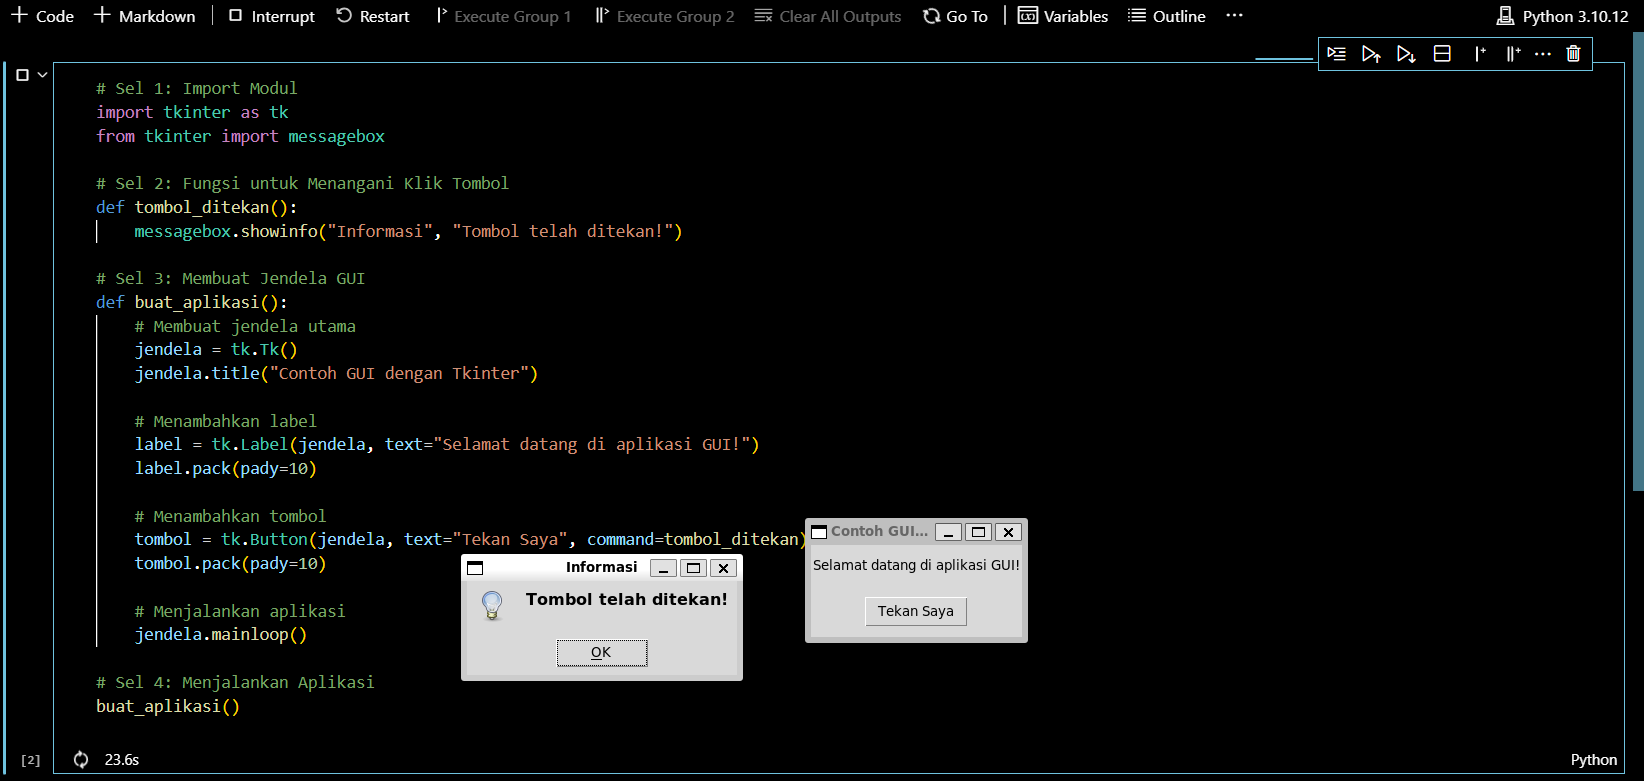 Code Markdown Interrupt Restart Execute Group 1 Execute Group 2 Clear All Outputs Go To Variables Outline ... Python 3.10.12
# Sel 1: Import Modul
import tkinter as tk
from tkinter import messagebox
# Sel 2: Fungsi untuk Menangani Klik Tombol
def tombol_ditekan():
messagebox.showinfo("Informasi", "Tombol telah ditekan!")
# Sel 3: Membuat Jendela GUI
def buat_aplikasi():
# Membuat jendela utama
jendela = tk.Tk()
jendela.title("Contoh GUI dengan Tkinter")
# Menambahkan label
label = tk.Label(jendela, text="Selamat datang di aplikasi GUI!")
label.pack(pady=10)
# Menambahkan tombol
tombol = tk.Button(jendela, text="Tekan Saya", command=tombol_ditekan)
tombol.pack(pady=10)
# Menjalankan aplikasi
jendela.mainloop()
# Sel 4: Menjalankan Aplikasi
buat_aplikasi()
Informasi
Tombol telah ditekan!
OK
Contoh GUI...
Selamat datang di aplikasi GUI!
Tekan Saya
[2] 23.6s Python